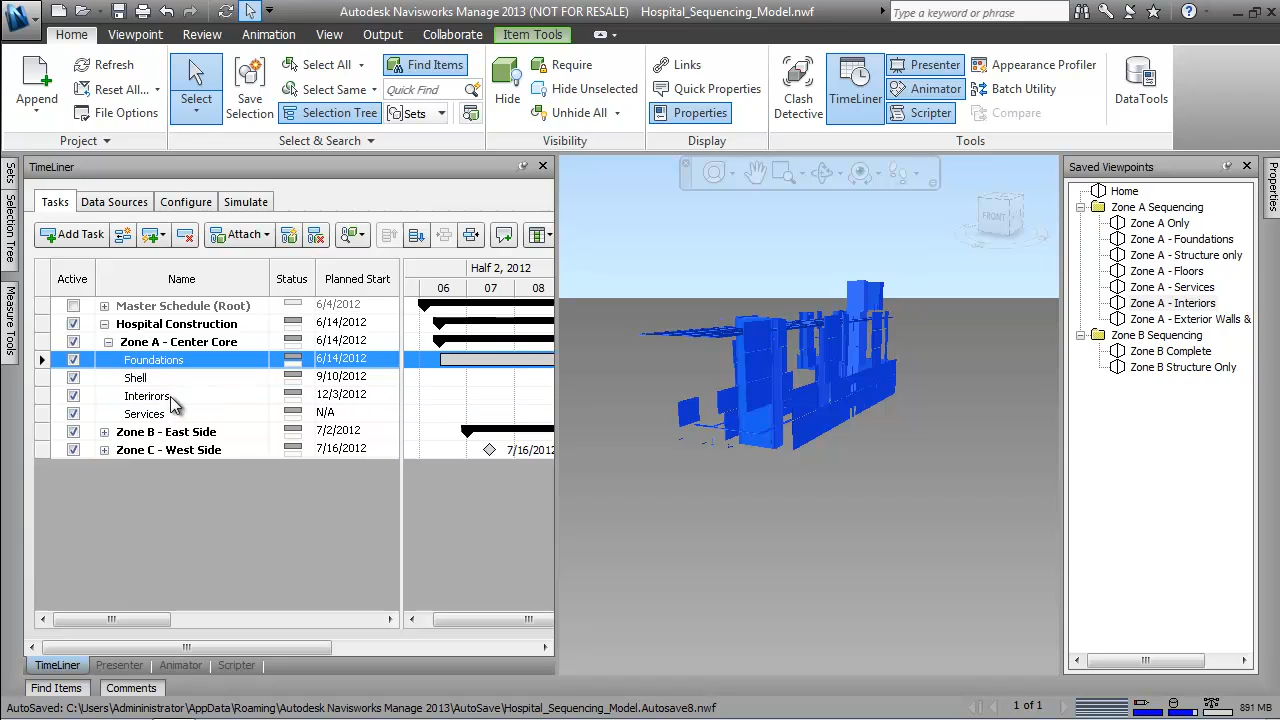 Autodesk Navisworks Manage 2013 (NOT FOR RESALE) Hospital_Sequencing_Model.nwf
Type a keyword or phrase
Home Viewpoint Review Animation View Output Collaborate Item Tools
Append
Refresh
Reset All...
File Options
Project
Select
Save Selection
Select All
Select Same
Selection Tree
Find Items
Quick Find
Sets
Select & Search
Hide
Require
Hide Unselected
Unhide All
Visibility
Links
Quick Properties
Properties
Display
Clash Detective
TimeLiner
Presenter
Animator
Scripter
Appearance Profiler
Batch Utility
Compare
Tools
DataTools
Sets
Selection Tree
Measure Tools
TimeLiner
Tasks Data Sources Configure Simulate
Add Task Attach
Active Name Status Planned Start
Half 2, 2012
06 07 08
Master Schedule (Root) 6/4/2012
Hospital Construction 6/14/2012
Zone A - Center Core 6/14/2012
Foundations 6/14/2012
Shell 9/10/2012
Interirors 12/3/2012
Services N/A
Zone B - East Side 7/2/2012
Zone C - West Side 7/16/2012 7/16/2012
TimeLiner Presenter Animator Scripter
Find Items Comments
FRONT
Saved Viewpoints
Home
Zone A Sequencing
Zone A Only
Zone A - Foundations
Zone A - Structure only
Zone A - Floors
Zone A - Services
Zone A - Interiors
Zone A - Exterior Walls &
Zone B Sequencing
Zone B Complete
Zone B Structure Only
Properties
AutoSaved: C:\Users\Administrator\AppData\Roaming\Autodesk Navisworks Manage 2013\AutoSave\Hospital_Sequencing_Model.Autosave8.nwf
1 of 1
891 MB